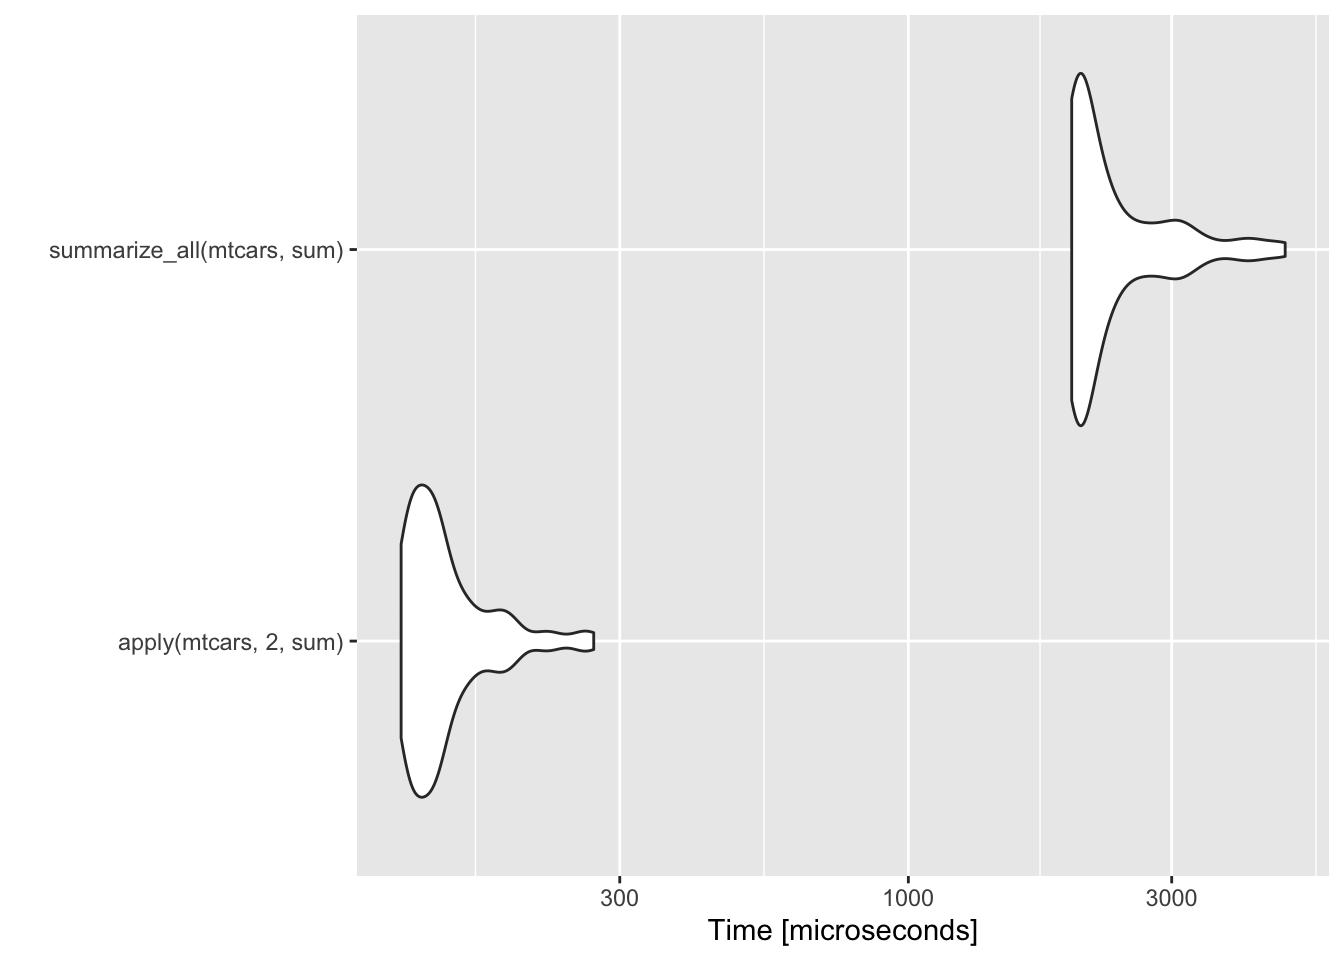 summarize_all(mtcars, sum)
apply(mtcars, 2, sum)
300 1000 3000
Time [microseconds]